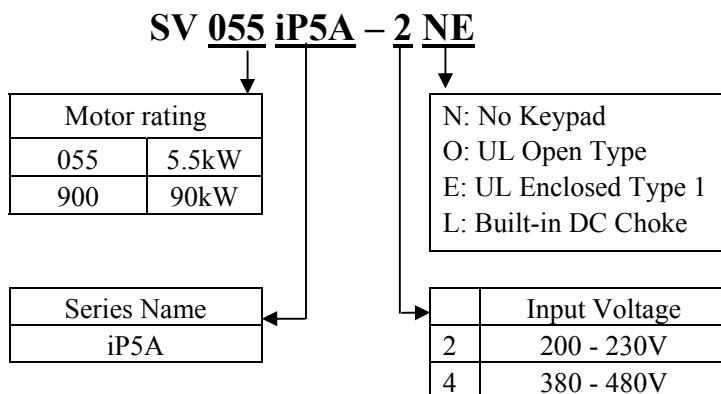 SV 055 iP5A – 2 NE
Motor rating
055 5.5kW
900 90kW
N: No Keypad
O: UL Open Type
E: UL Enclosed Type 1
L: Built-in DC Choke
Series Name
iP5A
Input Voltage
2 200 - 230V
4 380 - 480V